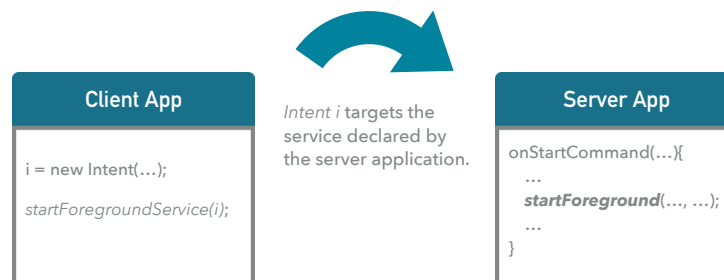 Client App
i = new Intent(...);
startForegroundService(i);
Intent i targets the
service declared by
the server application.
Server App
onStartCommand(...){
...
startForeground(..., ...);
...
}